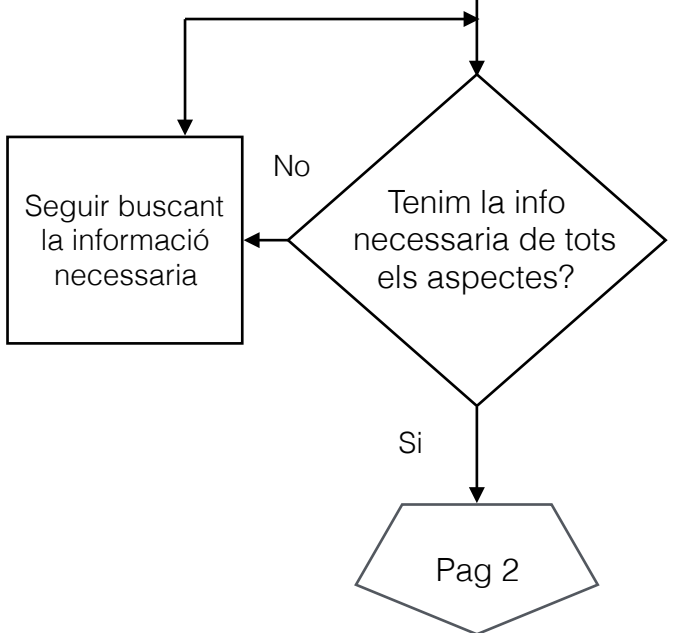 No
Seguir buscant
la informació
necessaria
Tenim la info
necessaria de tots
els aspectes?
Si
Pag 2